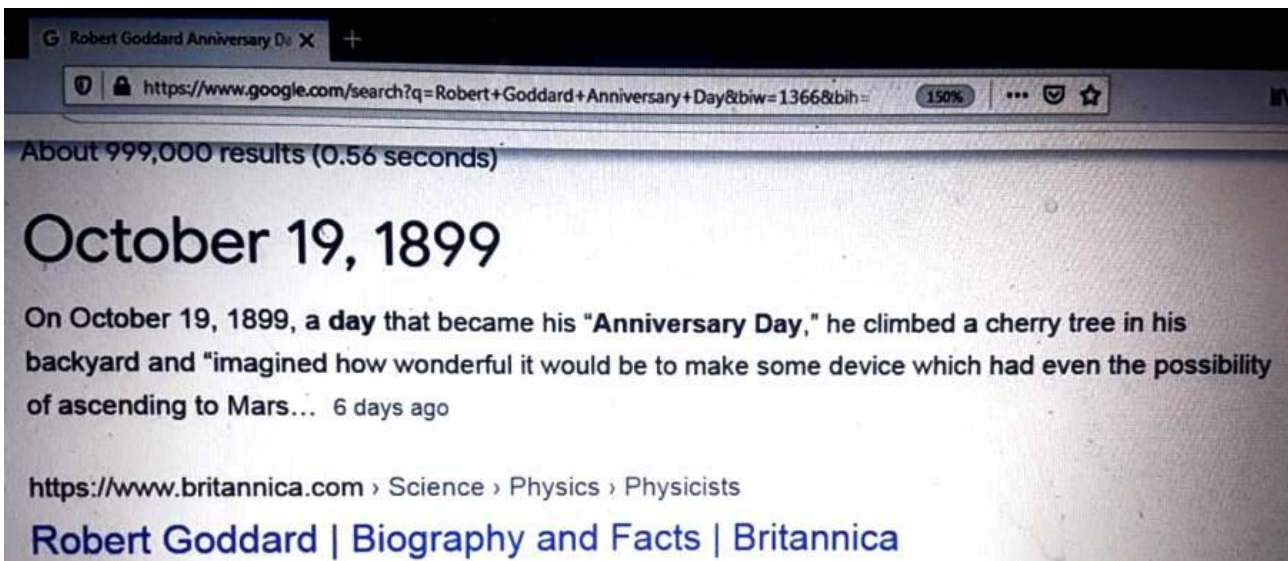 G Robert Goddard Anniversary Da X +
https://www.google.com/search?q=Robert+Goddard+Anniversary+Day&biw=1366&bih= 150% ...
About 999,000 results (0.56 seconds)
October 19, 1899
On October 19, 1899, a day that became his "Anniversary Day," he climbed a cherry tree in his
backyard and "imagined how wonderful it would be to make some device which had even the possibility
of ascending to Mars... 6 days ago
https://www.britannica.com › Science › Physics › Physicists
Robert Goddard | Biography and Facts | Britannica